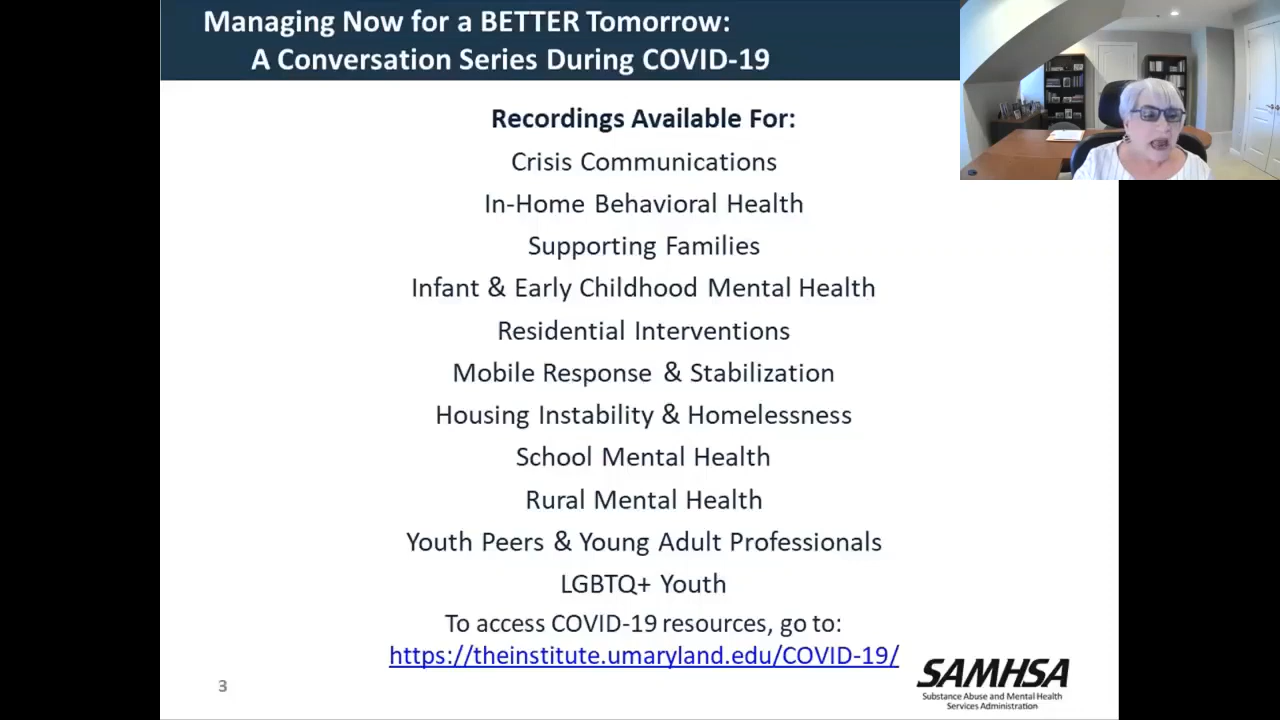 Managing Now for a BETTER Tomorrow:
A Conversation Series During COVID-19
Recordings Available For:
Crisis Communications
In-Home Behavioral Health
Supporting Families
Infant & Early Childhood Mental Health
Residential Interventions
Mobile Response & Stabilization
Housing Instability & Homelessness
School Mental Health
Rural Mental Health
Youth Peers & Young Adult Professionals
LGBTQ+ Youth
To access COVID-19 resources, go to:
https://theinstitute.umaryland.edu/COVID-19/
SAMHSA
Substance Abuse and Mental Health
Services Administration
3